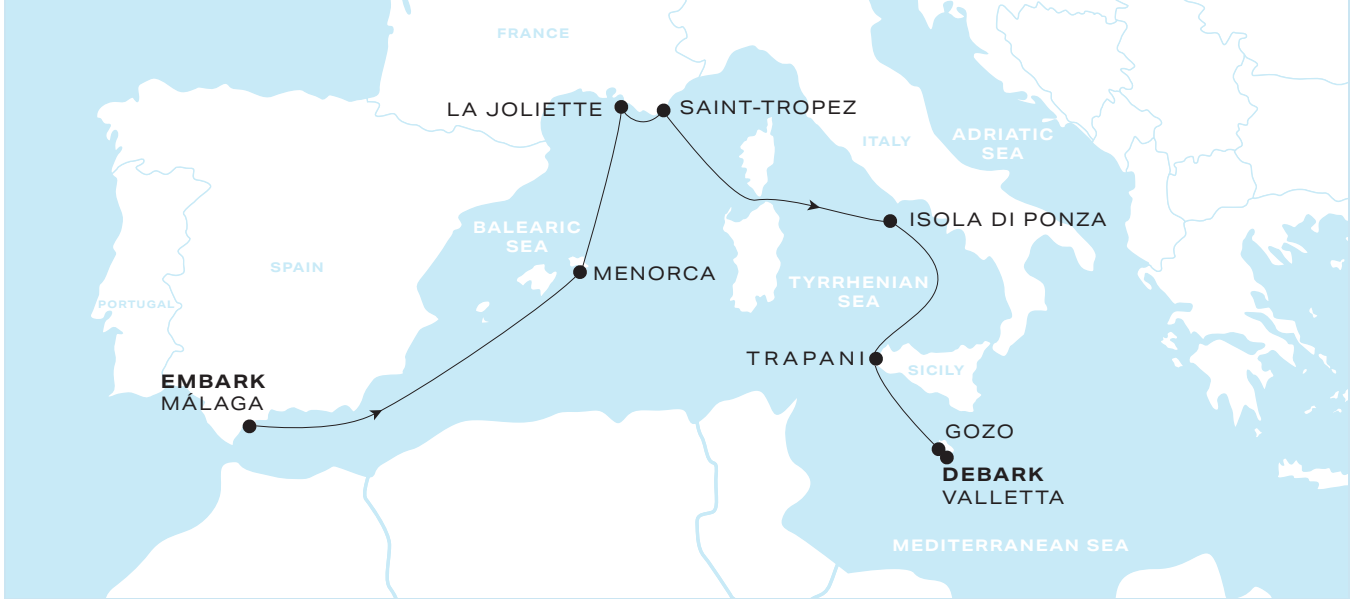 FRANCE
LA JOLIETTE
SAINT-TROPEZ
ITALY
ADRIATIC
SEA
ISOLA DI PONZA
BALEARIC
SEA
SPAIN
MENORCA
TYRRHENIAN
SEA
PORTUGAL
TRAPANI
SICILY
EMBARK
MÁLAGA
GOZO
DEBARK
VALLETTA
MEDITERRANEAN SEA